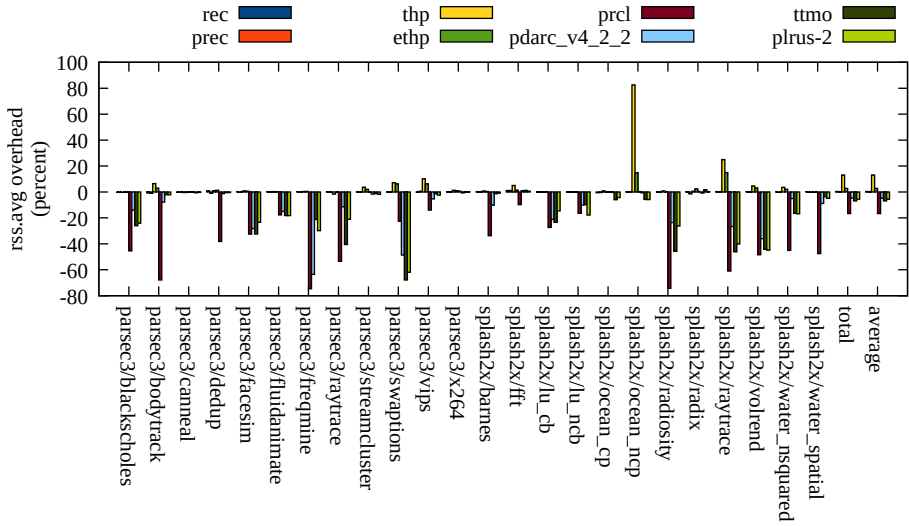 rec thp prcl ttmo
prec ethp pdarc_v4_2_2 plrus-2
rss.avg overhead
(percent)
100
80
60
40
20
0
-20
-40
-60
-80
parsec3/blackscholes
parsec3/bodytrack
parsec3/canneal
parsec3/dedup
parsec3/facesim
parsec3/fluidanimate
parsec3/freqmine
parsec3/raytrace
parsec3/streamcluster
parsec3/swaptions
parsec3/vips
parsec3/x264
splash2x/barnes
splash2x/fft
splash2x/lu_cb
splash2x/lu_ncb
splash2x/ocean_cp
splash2x/ocean_ncp
splash2x/radiosity
splash2x/radix
splash2x/raytrace
splash2x/volrend
splash2x/water_nsquared
splash2x/water_spatial
total
average